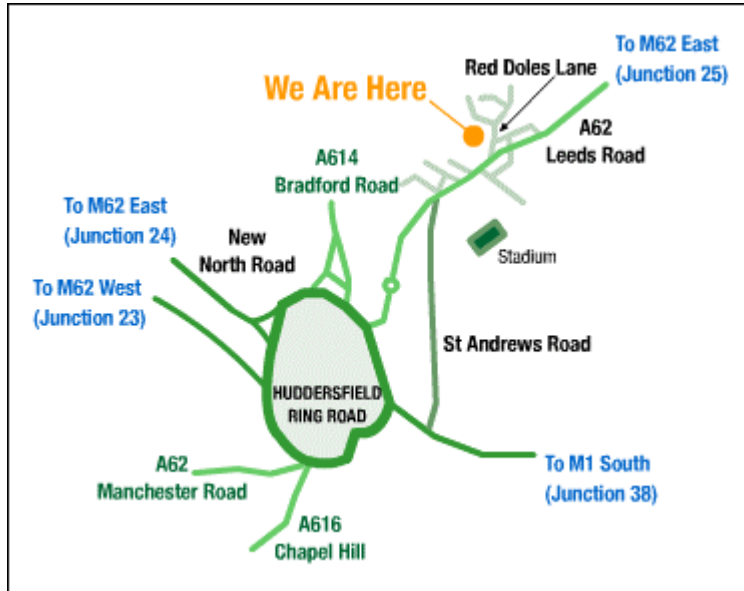 To M62 East
(Junction 25)
Red Doles Lane
We Are Here
A62
Leeds Road
A614
Bradford Road
To M62 East
(Junction 24)
New
North Road
Stadium
To M62 West
(Junction 23)
St Andrews Road
HUDDERSFIELD
RING ROAD
A62
Manchester Road
To M1 South
(Junction 38)
A616
Chapel Hill